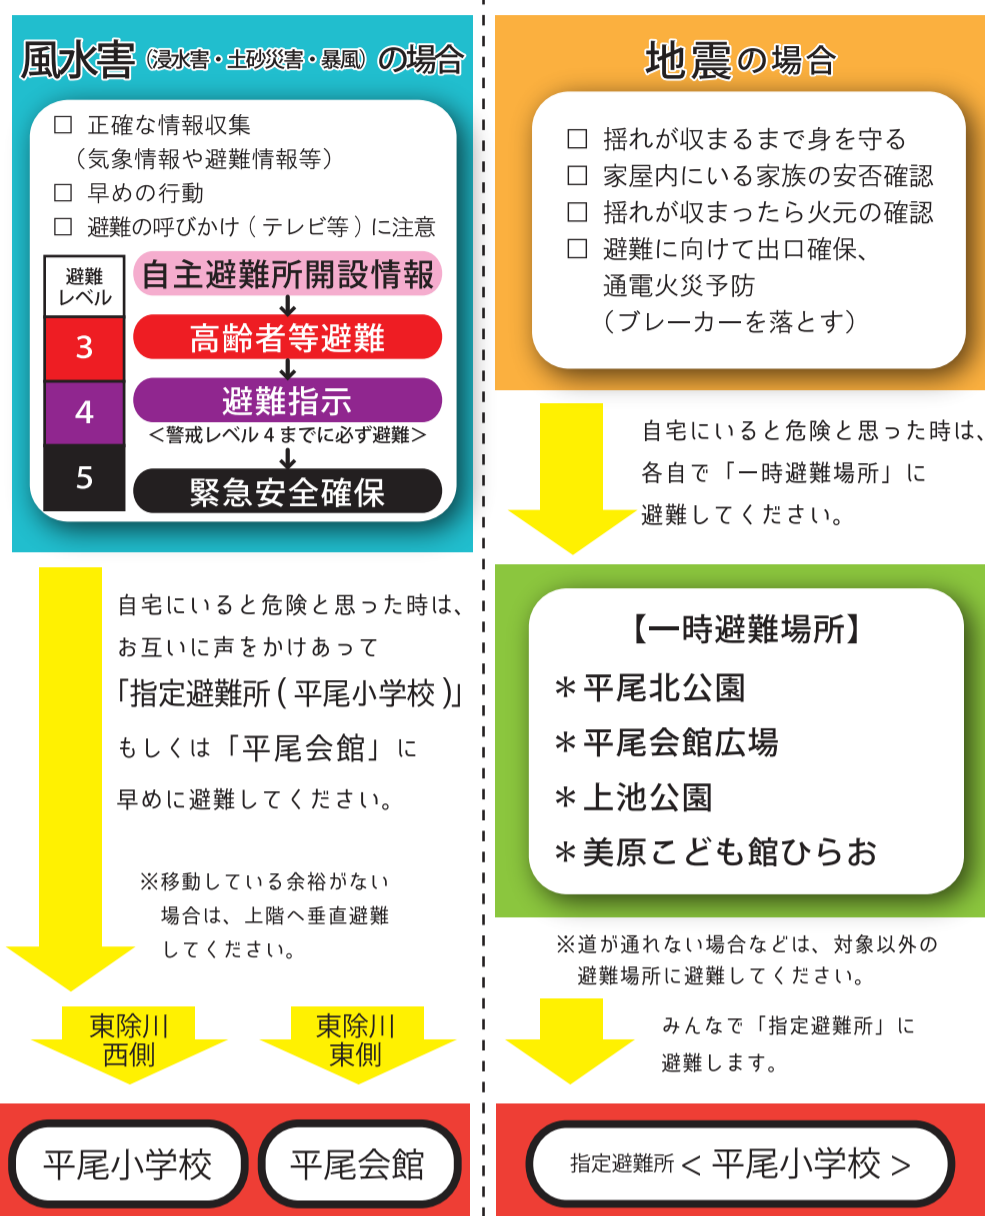 風水害(浸水害・土砂災害・暴風)の場合
□ 正確な情報収集
(気象情報や避難情報等)
□ 早めの行動
□ 避難の呼びかけ(テレビ等)に注意
避難
レベル
自主避難所開設情報
↓
3
高齢者等避難
↓
4
避難指示
<警戒レベル4までに必ず避難>
↓
5
緊急安全確保
自宅にいると危険と思った時は、
お互いに声をかけあって
「指定避難所(平尾小学校)」
もしくは「平尾会館」に
早めに避難してください。
※移動している余裕がない
場合は、上階へ垂直避難
してください。
東除川
西側
東除川
東側
平尾小学校
平尾会館
地震の場合
□ 揺れが収まるまで身を守る
□ 家屋内にいる家族の安否確認
□ 揺れが収まったら火元の確認
□ 避難に向けて出口確保、
通電火災予防
(ブレーカーを落とす)
自宅にいると危険と思った時は、
各自で「一時避難場所」に
避難してください。
【一時避難場所】
*平尾北公園
*平尾会館広場
*上池公園
*美原こども館ひらお
※道が通れない場合などは、対象以外の
避難場所に避難してください。
みんなで「指定避難所」に
避難します。
指定避難所<平尾小学校>